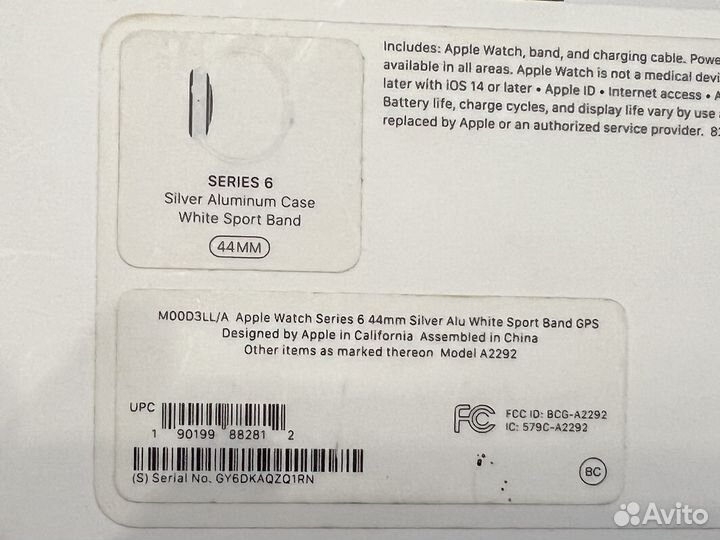 Includes: Apple Watch, band, and charging cable. Powe
available in all areas. Apple Watch is not a medical devi
later with iOS 14 or later • Apple ID • Internet access • A
Battery life, charge cycles, and display life vary by use a
replaced by Apple or an authorized service provider. 82
SERIES 6
Silver Aluminum Case
White Sport Band
44MM
M00D3LL/A Apple Watch Series 6 44mm Silver Alu White Sport Band GPS
Designed by Apple in California Assembled in China
Other items as marked thereon Model A2292
UPC
1 90199 88281 2
(S) Serial No. GY6DKAQZQ1RN
FC
FCC ID: BCG-A2292
IC: 579C-A2292
BC
Avito